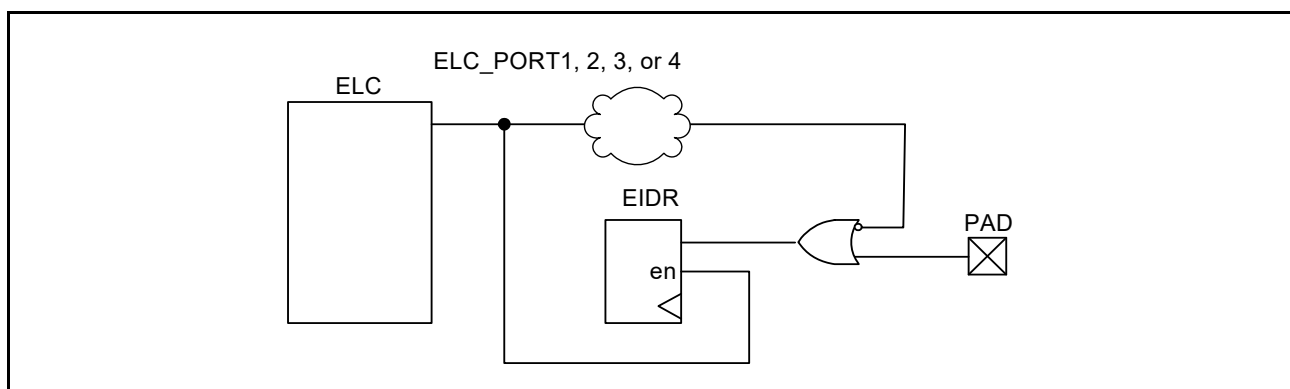 ELC_PORT1, 2, 3, or 4
ELC
EIDR
PAD
en